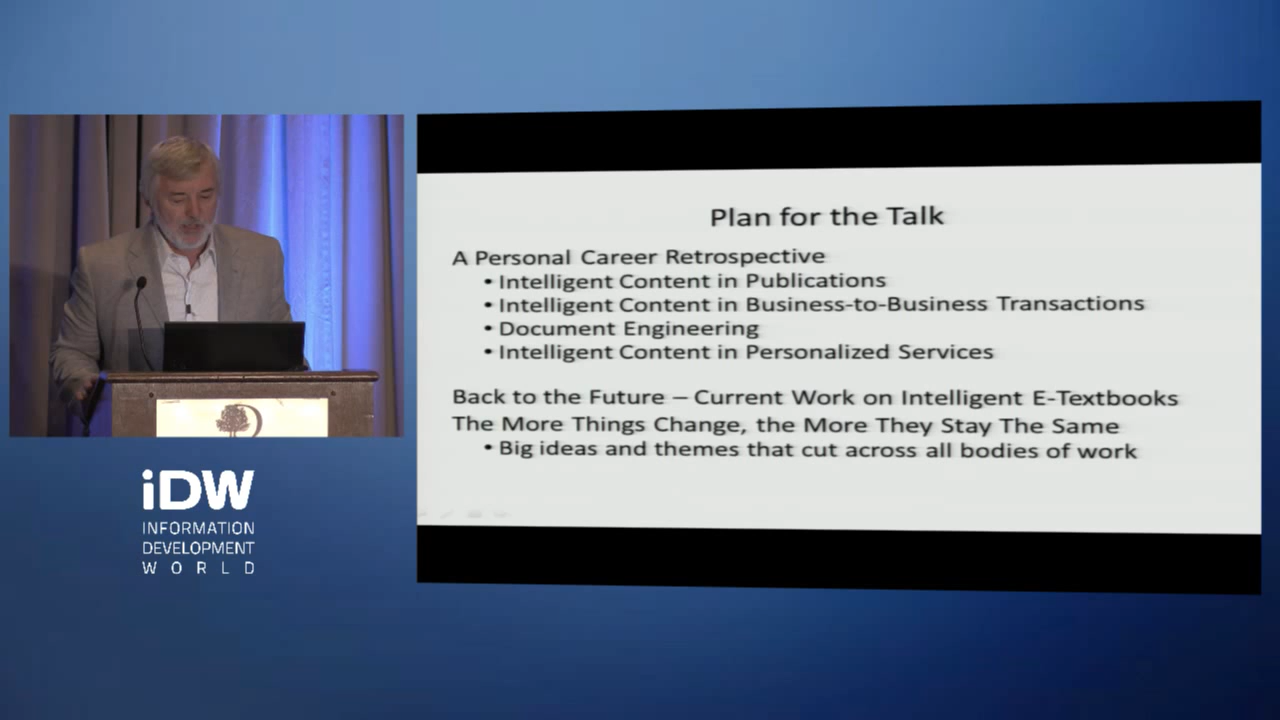 Plan for the Talk
A Personal Career Retrospective
• Intelligent Content in Publications
• Intelligent Content in Business-to-Business Transactions
• Document Engineering
• Intelligent Content in Personalized Services
Back to the Future – Current Work on Intelligent E-Textbooks
The More Things Change, the More They Stay The Same
• Big ideas and themes that cut across all bodies of work
iDW
INFORMATION
DEVELOPMENT
WORLD